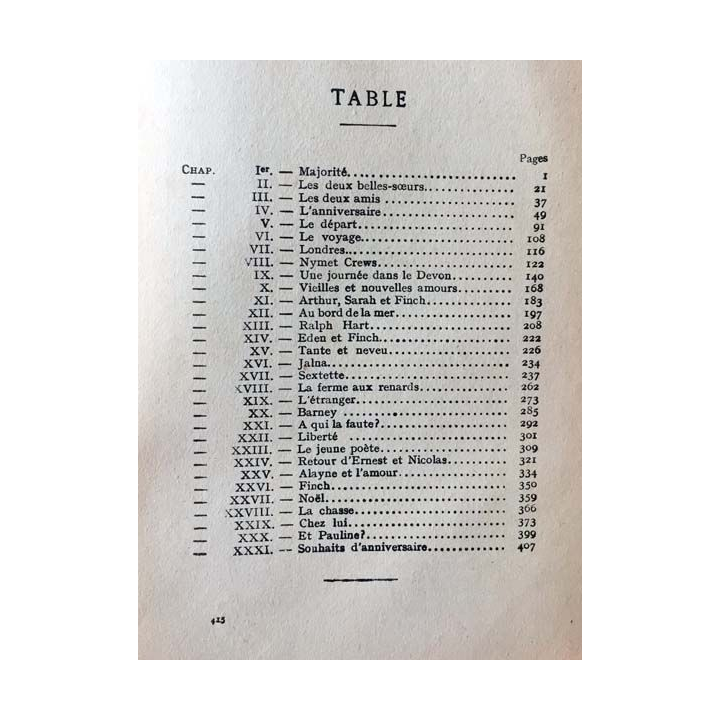 TABLE
Pages
CHAP. Ier. — Majorité. 1
— II. — Les deux belles-sœurs. 21
— III. — Les deux amis 37
— IV. — L'anniversaire 49
— V. — Le départ. 91
— VI. — Le voyage. 108
— VII. — Londres. 116
— VIII. — Nymet Crews. 122
— IX. — Une journée dans le Devon. 140
— X. — Vieilles et nouvelles amours. 168
— XI. — Arthur, Sarah et Finch. 183
— XII. — Au bord de la mer. 197
— XIII. — Ralph Hart. 208
— XIV. — Eden et Finch. 222
— XV. — Tante et neveu. 226
— XVI. — Jalna. 234
— XVII. — Sextette. 237
— XVIII. — La ferme aux renards. 262
— XIX. — L'étranger. 273
— XX. — Barney 285
— XXI. — A qui la faute? 292
— XXII. — Liberté 301
— XXIII. — Le jeune poète. 309
— XXIV. — Retour d'Ernest et Nicolas. 321
— XXV. — Alayne et l'amour. 334
— XXVI. — Finch. 350
— XXVII. — Noël. 359
— XXVIII. — La chasse. 366
— XXIX. — Chez lui. 373
— XXX. — Et Pauline? 399
— XXXI. -- Souhaits d'anniversaire. 407
425